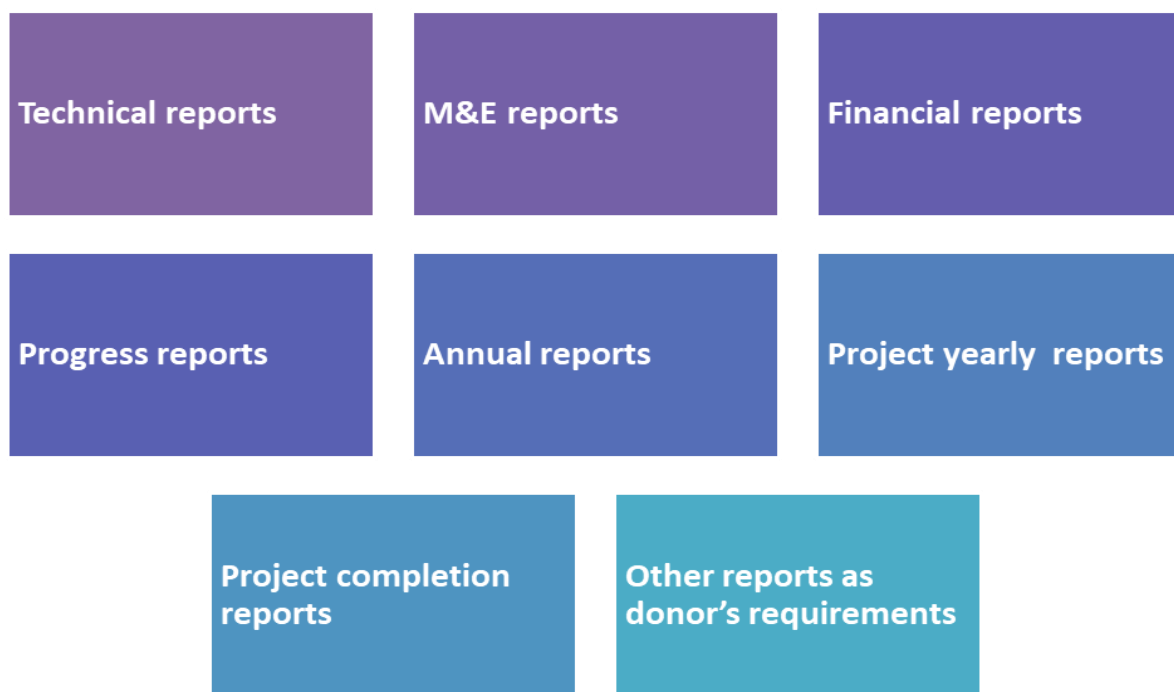 Technical reports
M&E reports
Financial reports
Progress reports
Annual reports
Project yearly  reports
Project completion
reports
Other reports as
donor’s requirements